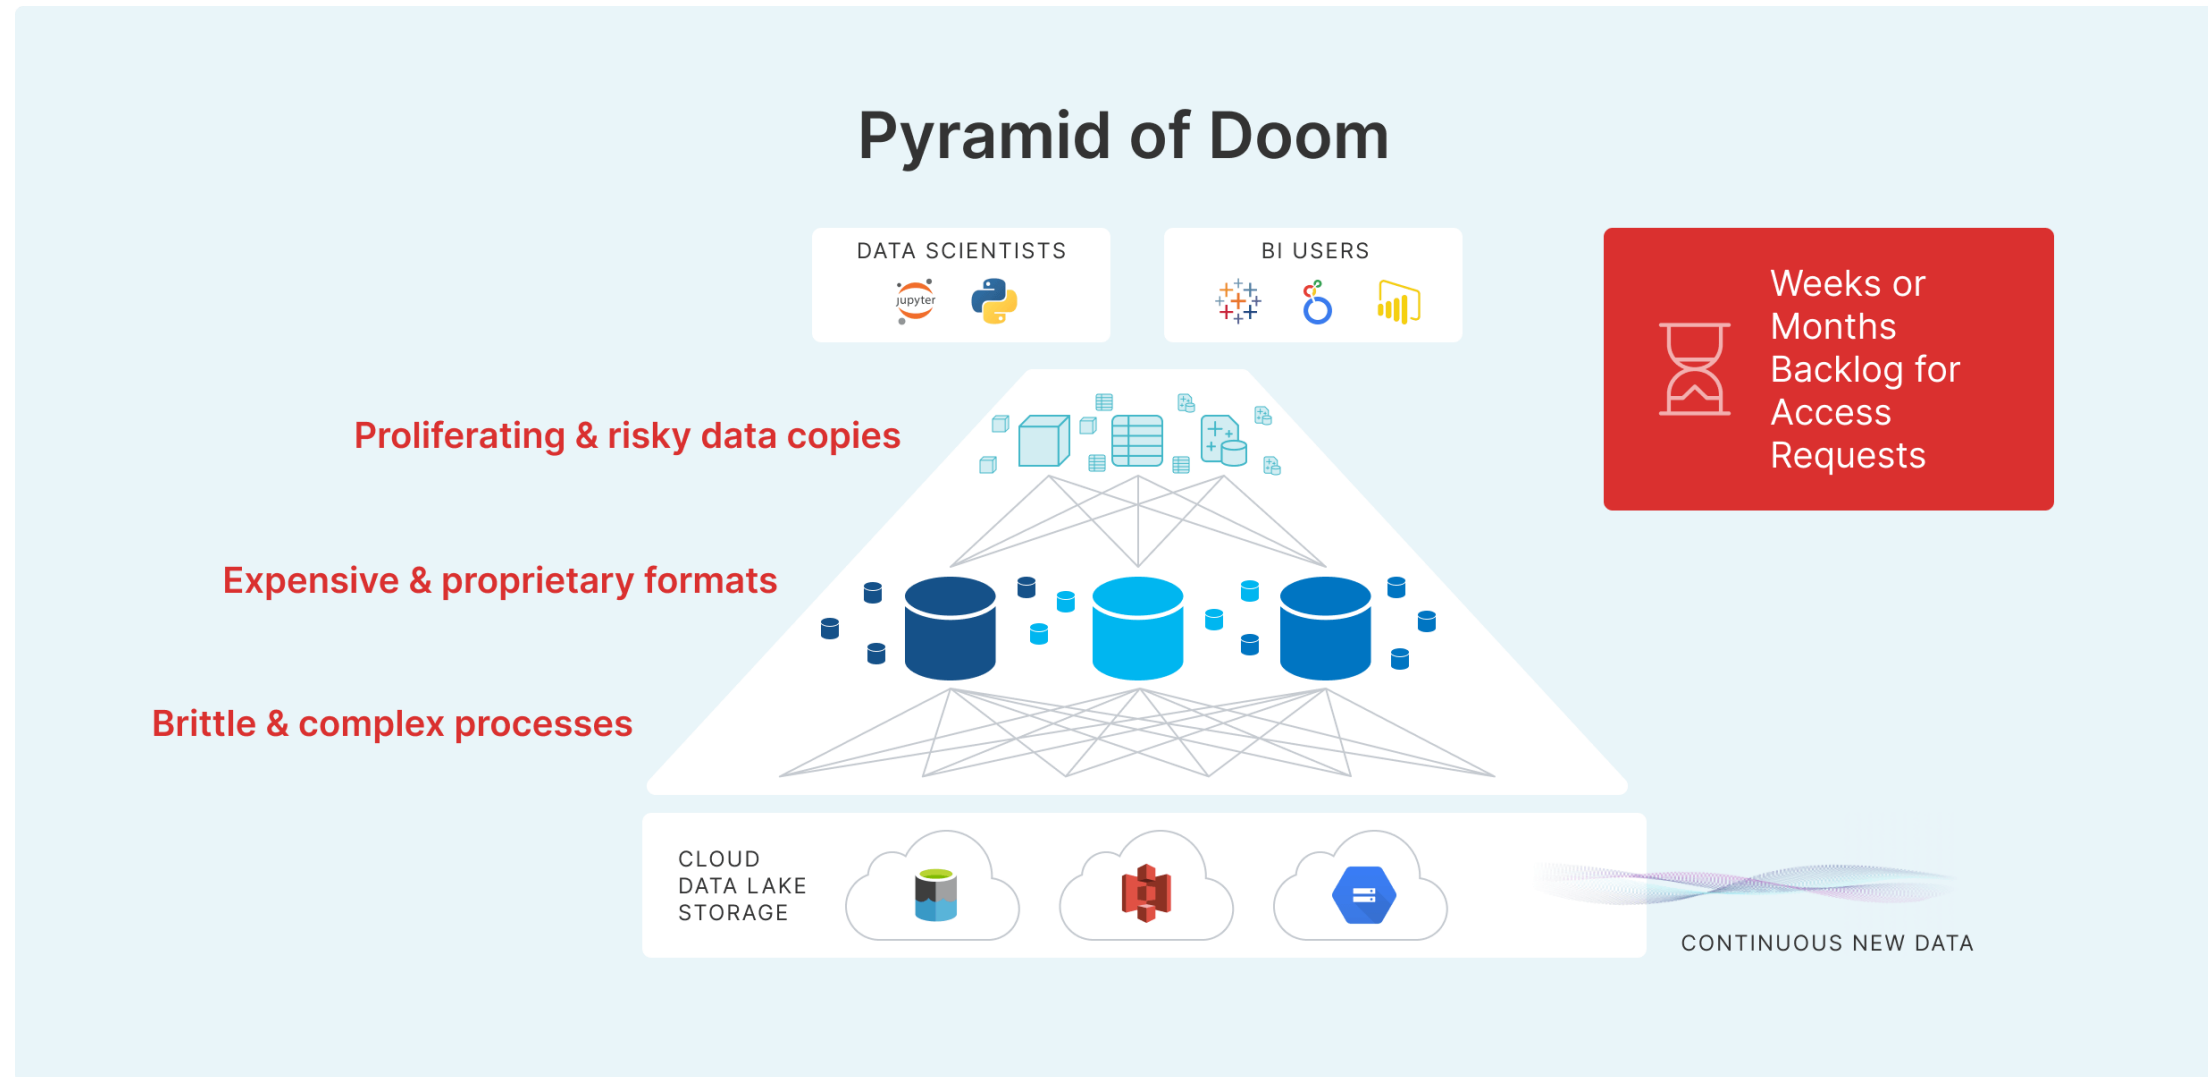 Pyramid of Doom
DATA SCIENTISTS
jupyter
BI USERS
Weeks or
Months
Backlog for
Access
Requests
Proliferating & risky data copies
Expensive & proprietary formats
Brittle & complex processes
CLOUD
DATA LAKE
STORAGE
CONTINUOUS NEW DATA